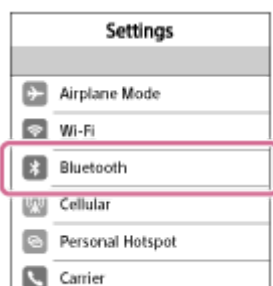 Settings
Airplane Mode
Wi-Fi
Bluetooth
Cellular
Personal Hotspot
Carrier